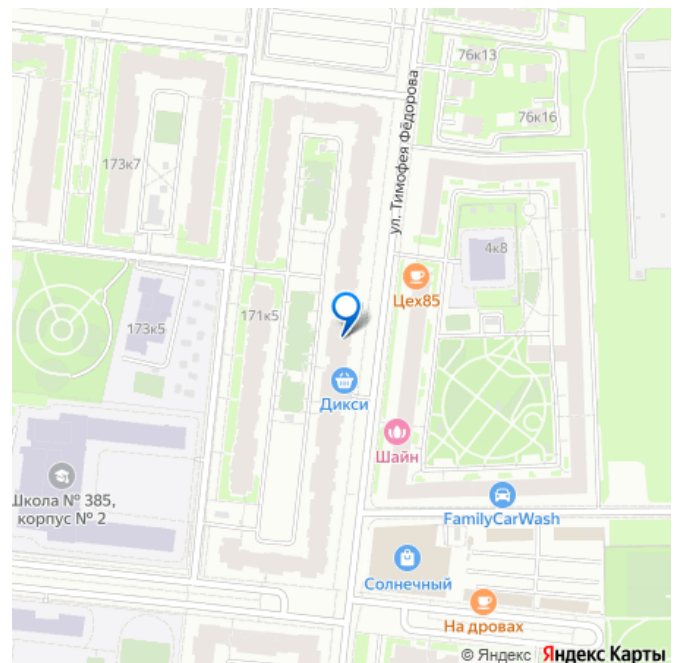 76к13
ул. Тимофея Фёдорова
76к16
173к7
4к8
Цех85
171к5
173к5
Дикси
Шайн
Школа № 385,
корпус № 2
FamilyCarWash
Солнечный
На дровах
© Яндекс Яндекс Карты